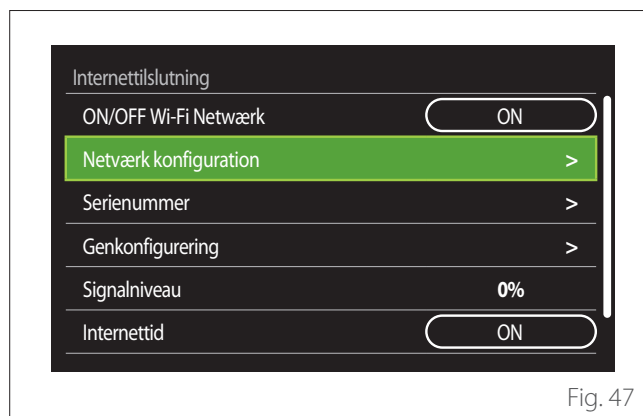 Internettilslutning
ON/OFF Wi-Fi Netwærk ON
Netværk konfiguration >
Serienummer >
Genkonfigurering >
Signalniveau 0%
Internettid ON
Fig. 47